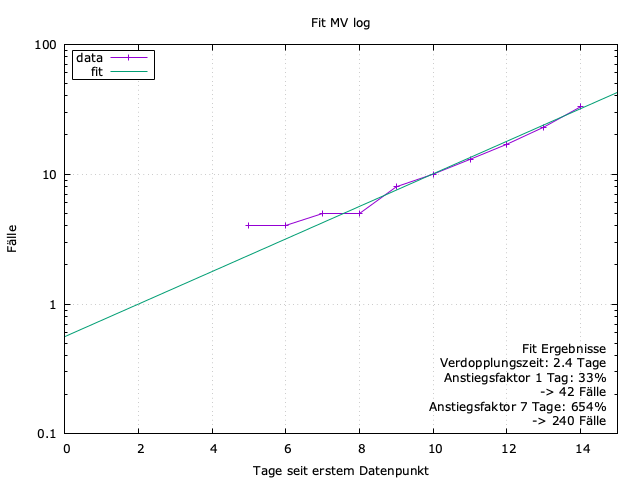 Fit MV log
100
data
fit
10
Fälle
1
Fit Ergebnisse
Verdopplungszeit: 2.4 Tage
Anstiegsfaktor 1 Tag: 33%
-> 42 Fälle
Anstiegsfaktor 7 Tage: 654%
-> 240 Fälle
0.1
0 2 4 6 8 10 12 14
Tage seit erstem Datenpunkt